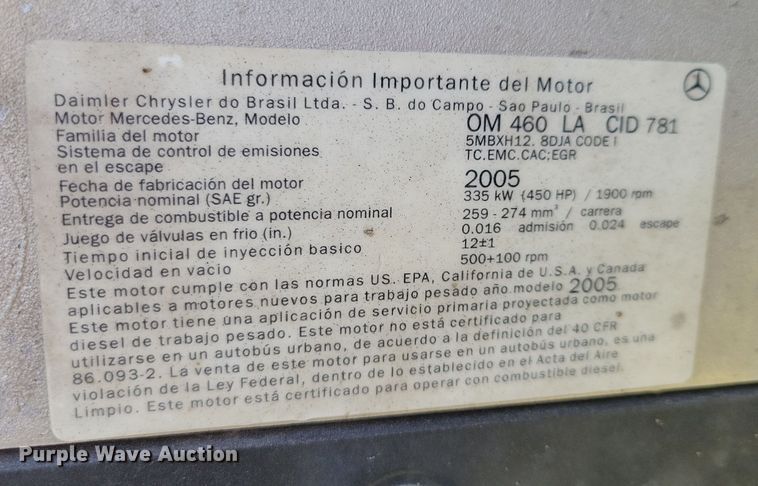 Información Importante del Motor
Daimler Chrysler do Brasil Ltda. - S. B. do Campo - Sao Paulo - Brasil
Motor Mercedes-Benz, Modelo OM 460 LA CID 781
Familia del motor 5MBXH12. 8DJA CODE I
Sistema de control de emisiones TC.EMC.CAC;EGR
en el escape
Fecha de fabricación del motor 2005
Potencia nominal (SAE gr.) 335 kW (450 HP) / 1900 rpm
Entrega de combustible a potencia nominal 259 - 274 mm³ / carrera
Juego de válvulas en frio (in.) 0.016 admisión 0.024 escape
Tiempo inicial de inyección basico 12±1
Velocidad en vacio 500+100 rpm
Este motor cumple con las normas US. EPA, California de U.S.A. y Canada
aplicables a motores nuevos para trabajo pesado año modelo 2005
Este motor tiene una aplicación de servicio primaria proyectada como motor
diesel de trabajo pesado. Este motor no está certificado para
utilizarse en un autobús urbano, de acuerdo a la definición del 40 CFR
86.093-2. La venta de este motor para usarse en un autobús urbano, es una
violación de la Ley Federal, dentro de lo establecido en el Acta del Aire
Limpio. Este motor está certificado para operar con combustible diesel.
Purple Wave Auction